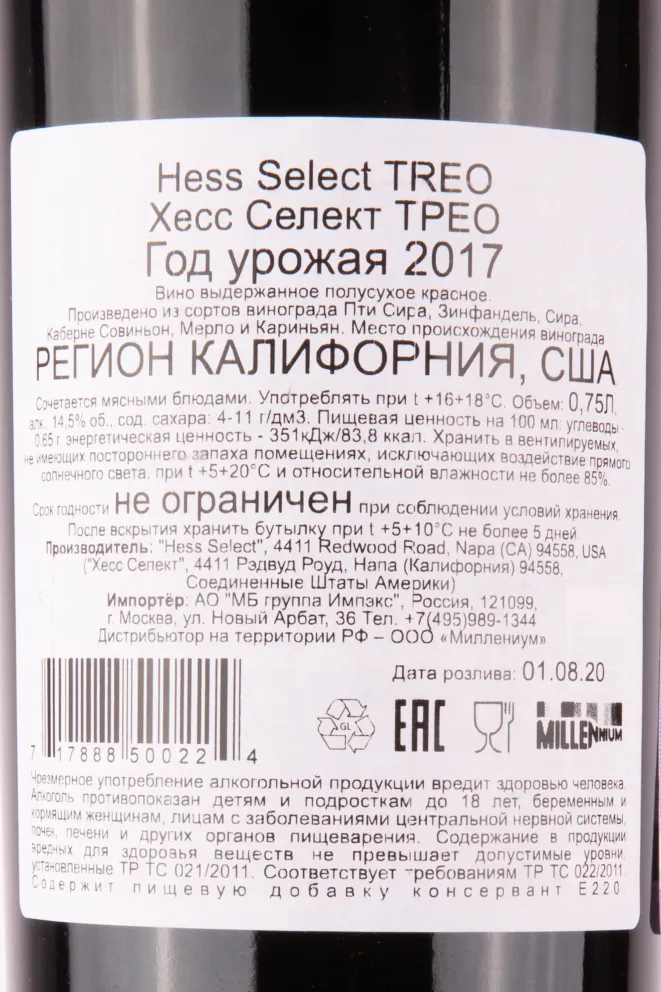 Hess Select TREO
Хесс Селект ТРЕО
Год урожая 2017
Вино выдержанное полусухое красное.
Произведено из сортов винограда Пти Сира, Зинфандель, Сира,
Каберне Совиньон, Мерло и Кариньян. Место происхождения винограда
РЕГИОН КАЛИФОРНИЯ, США
Сочетается мясными блюдами. Употреблять при t +16+18°С. Объем: 0,75Л,
алк: 14,5% об., сод. сахара: 4-11 г/дм3. Пищевая ценность на 100 мл: углеводы -
0,65 г энергетическая ценность - 351кДж/83,8 ккал. Хранить в вентилируемых,
не имеющих постороннего запаха помещениях, исключающих воздействие прямого
солнечного света, при t +5+20°С и относительной влажности не более 85%.
Срок годности не ограничен при соблюдении условий хранения.
После вскрытия хранить бутылку при t +5+10°С не более 5 дней.
Производитель: "Hess Select", 4411 Redwood Road, Napa (CA) 94558, USA
("Хесс Селект", 4411 Рэдвуд Роуд, Напа (Калифорния) 94558,
Соединенные Штаты Америки)
Импортёр: АО "МБ группа Импэкс", Россия, 121099,
г. Москва, ул. Новый Арбат, 36 Тел. +7(495)989-1344
Дистрибьютор на территории РФ – ООО «Миллениум»
Дата розлива: 01.08.20
GL EAC MILLENNIUM
7 17888 50022 4
Чрезмерное употребление алкогольной продукции вредит здоровью человека.
Алкоголь противопоказан детям и подросткам до 18 лет, беременным и
кормящим женщинам, лицам с заболеваниями центральной нервной системы,
почек, печени и других органов пищеварения. Содержание в продукции
вредных для здоровья веществ не превышает допустимые уровни,
установленные ТР ТС 021/2011. Соответствует требованиям ТР ТС 022/2011.
Содержит пищевую добавку консервант Е220.